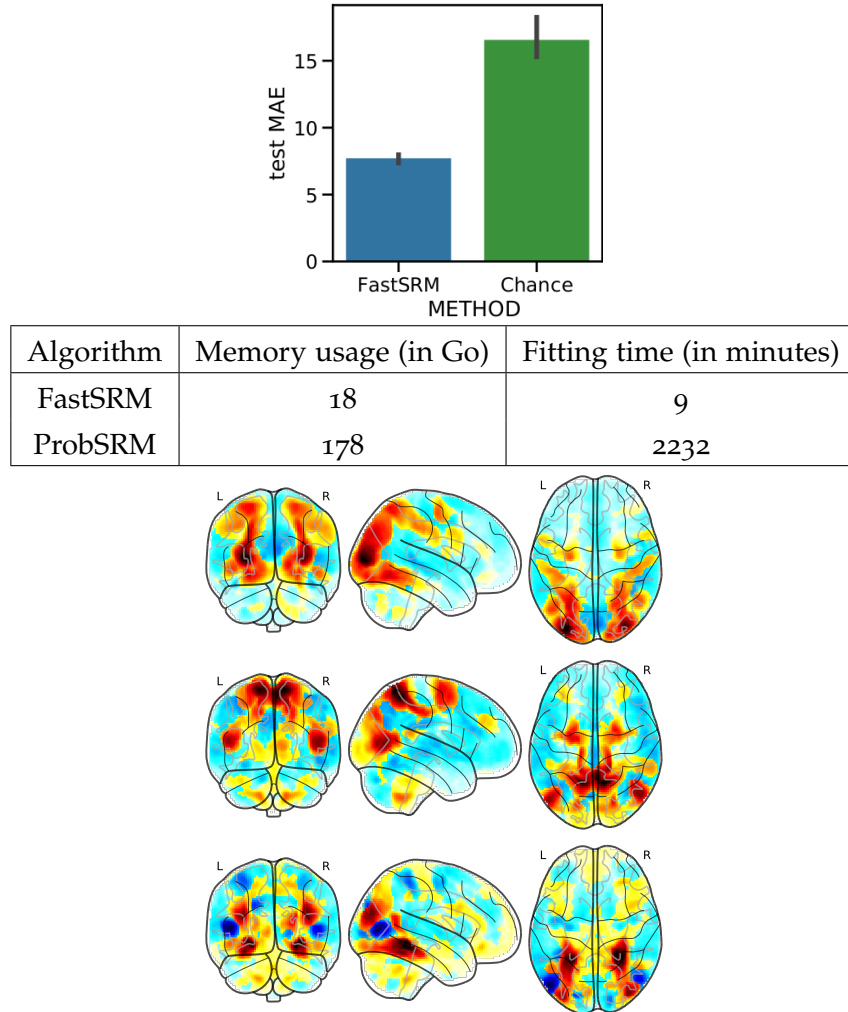 15
10
5
0
test MAE
FastSRM Chance
METHOD
Algorithm Memory usage (in Go) Fitting time (in minutes)
FastSRM 18 9
ProbSRM 178 2232
L R L R
L R L R
L R L R